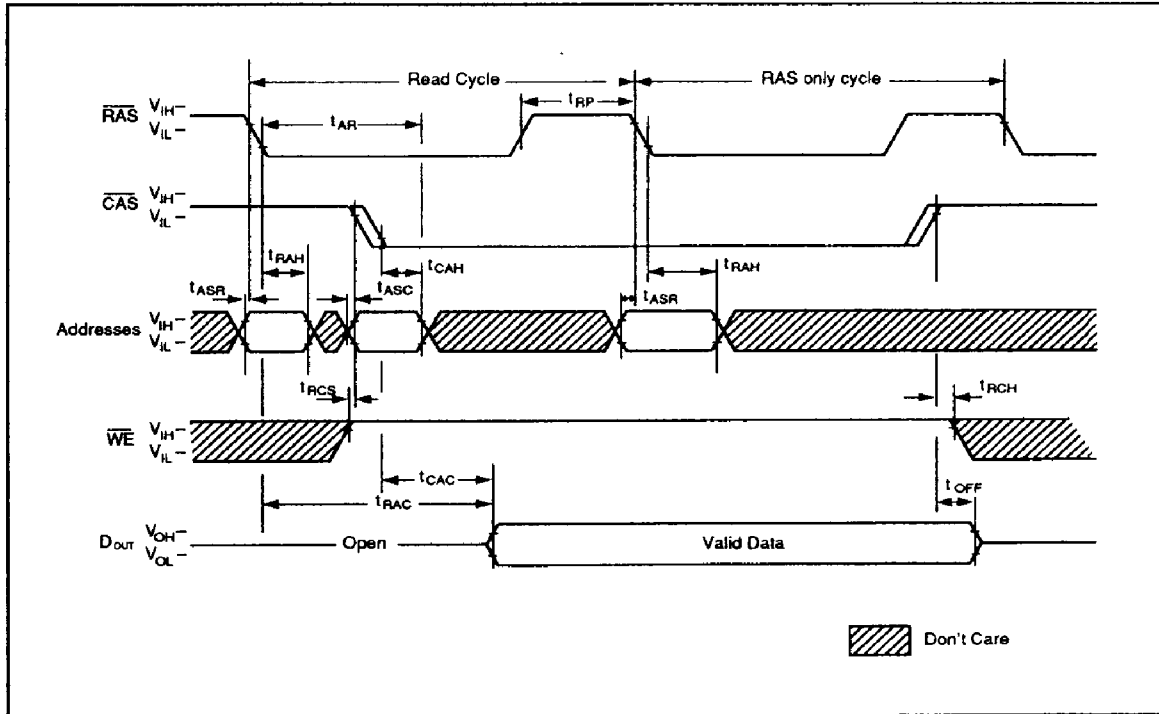 Read Cycle RAS only cycle
RAS VIH VIL tAR tRP
CAS VIH VIL
tRAH tCAH tRAH
tASR tASC tASR
Addresses VIH VIL
tRCS tRCH
WE VIH VIL
tCAC tOFF
tRAC
DOUT VOH VOL Open Valid Data
Don't Care